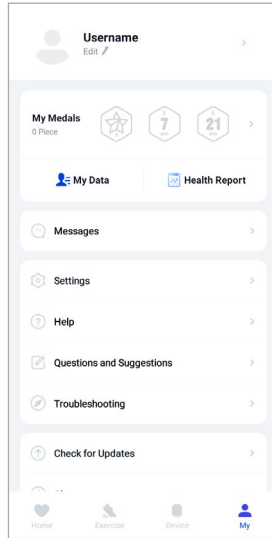 Username
Edit
My Medals
0 Piece
7
21
My Data
Health Report
Messages
Settings
Help
Questions and Suggestions
Troubleshooting
Check for Updates
Home
Exercise
Device
My